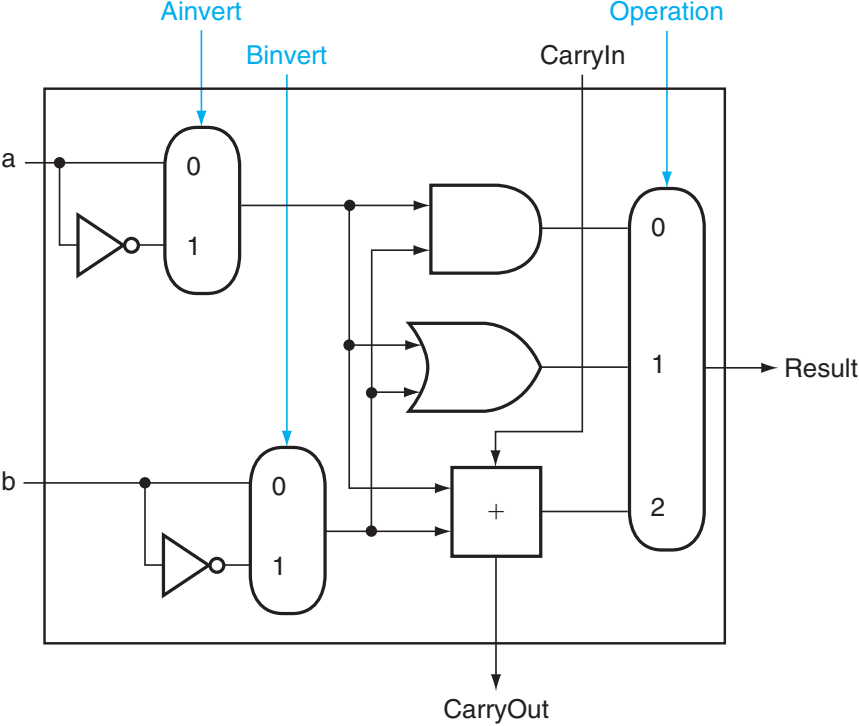 Ainvert
Operation
Binvert
CarryIn
a
0
1
0
1
Result
b
0
1
+
2
CarryOut